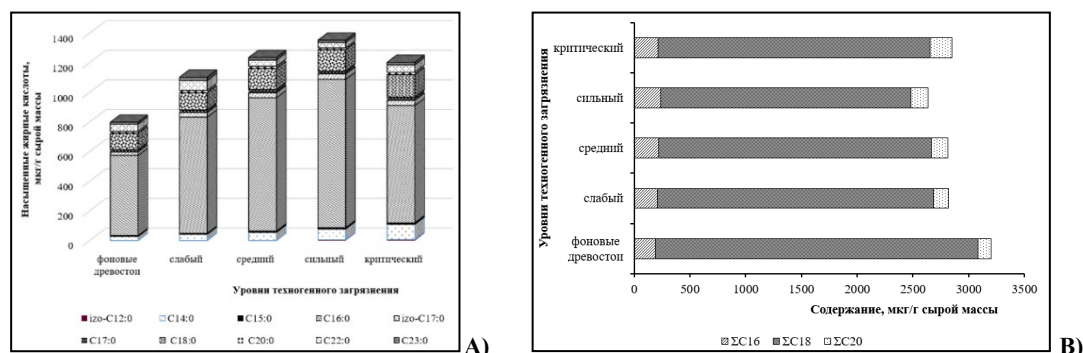 Насыщенные жирные кислоты,
мкг/г сырой массы
1400
1200
1000
800
600
400
200
0
фоновые
древостои
слабый
средний
сильный
критический
Уровни техногенного загрязнения
izo-C12:0
C14:0
C15:0
C16:0
izo-C17:0
C17:0
C18:0
C20:0
C22:0
C23:0
А)
Уровни техногенного загрязнения
критический
сильный
средний
слабый
фоновые
древостои
0 500 1000 1500 2000 2500 3000 3500
Содержание, мкг/г сырой массы
ΣC16 ΣC18 ΣC20
В)